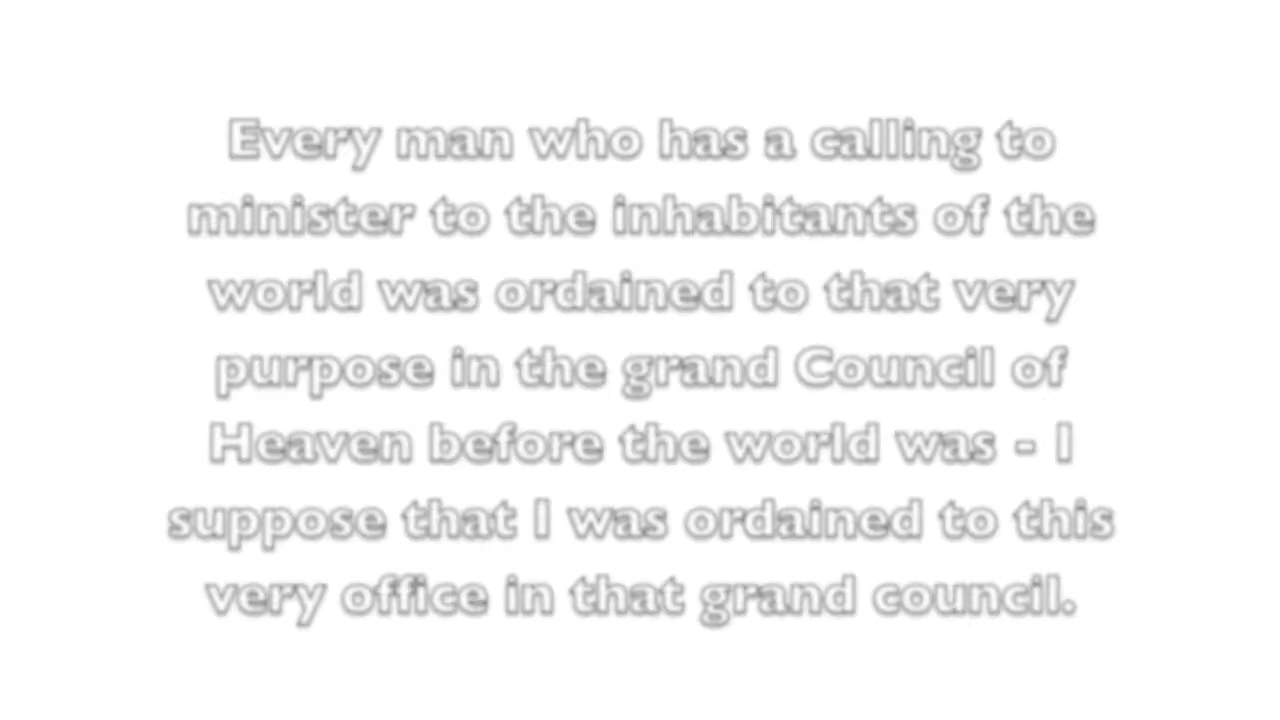 Every man who has a calling to
minister to the inhabitants of the
world was ordained to that very
purpose in the grand Council of
Heaven before the world was - I
suppose that I was ordained to this
very office in that grand council.